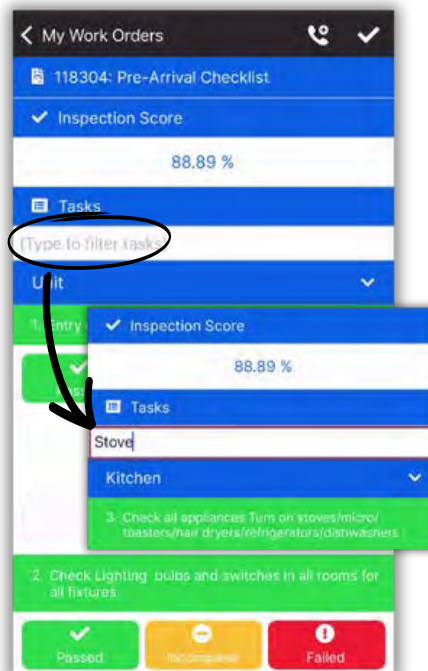 My Work Orders
118304: Pre-Arrival Checklist
Inspection Score
88.89 %
Tasks
(Type to filter tasks)
Unit
1. Entry
Inspection Score
88.89 %
Tasks
Stove
Kitchen
3. Check all appliances Turn on stoves/micro/
toasters/hair dryers/refrigerators/dishwashers
2. Check Lighting bulbs and switches in all rooms for
all fixtures
Passed
Incomplete
Failed